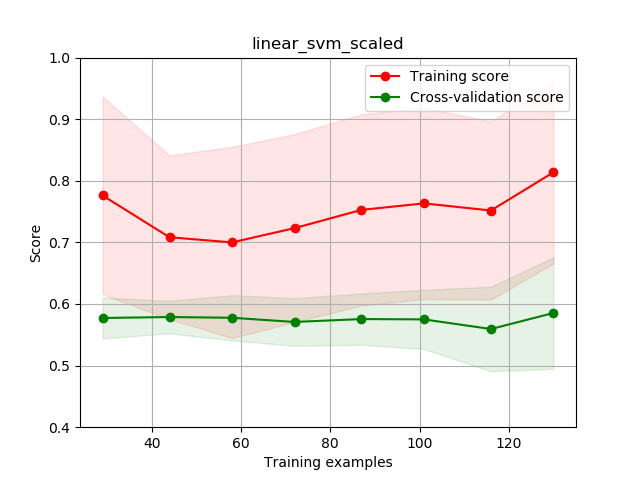 linear_svm_scaled
Training score
Cross-validation score
1.0
0.9
0.8
0.7
0.6
0.5
0.4
Score
40
60
80
100
120
Training examples